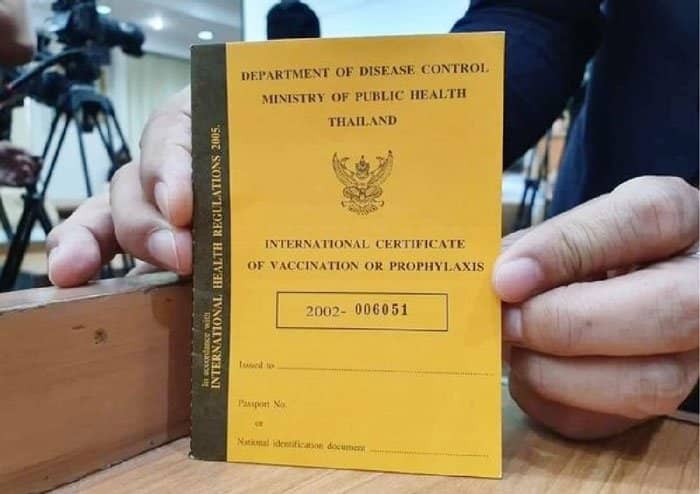 DEPARTMENT OF DISEASE CONTROL
MINISTRY OF PUBLIC HEALTH
THAILAND
INTERNATIONAL CERTIFICATE
OF VACCINATION OR PROPHYLAXIS
2002- 006051
Issued to
Passport No.
or
National identification document
In accordance with
INTERNATIONAL HEALTH REGULATIONS 2005.